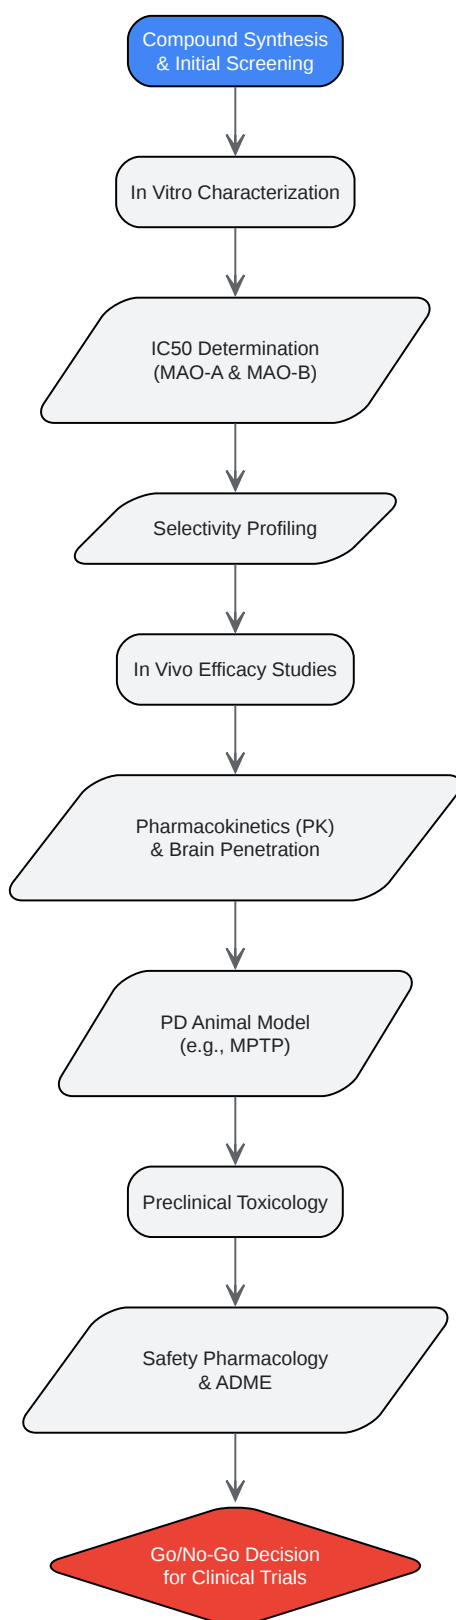 Compound Synthesis
& Initial Screening
In Vitro Characterization
IC50 Determination
(MAO-A & MAO-B)
Selectivity Profiling
In Vivo Efficacy Studies
Pharmacokinetics (PK)
& Brain Penetration
PD Animal Model
(e.g., MPTP)
Preclinical Toxicology
Safety Pharmacology
& ADME
Go/No-Go Decision
for Clinical Trials